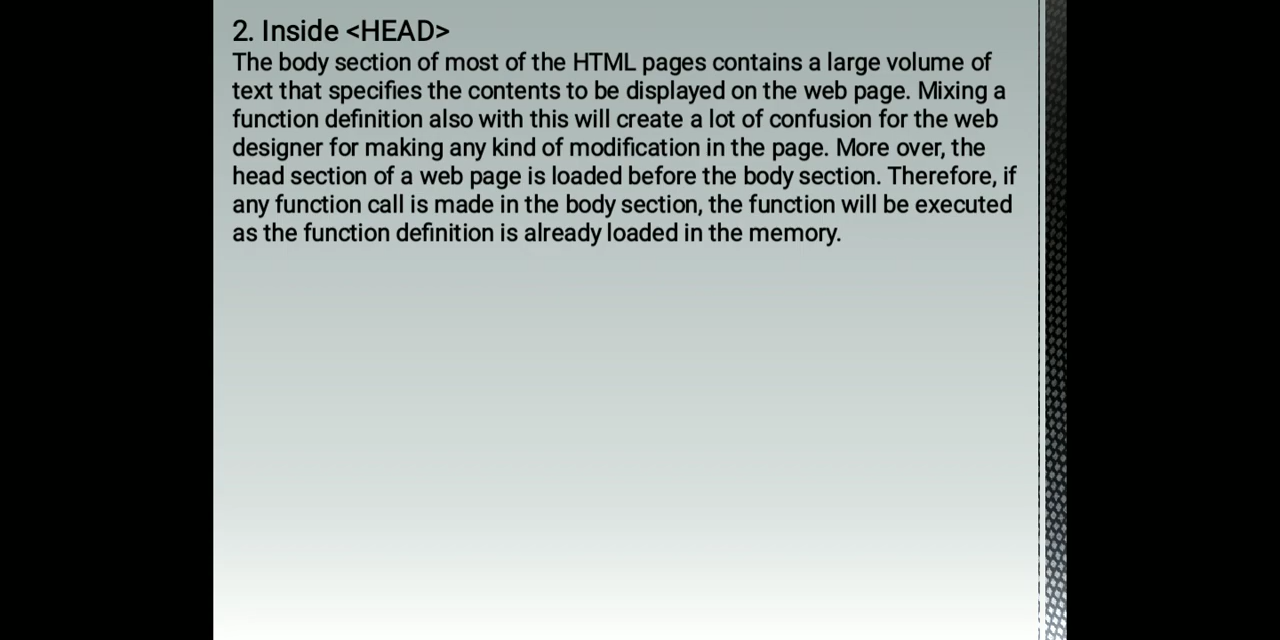 2. Inside <HEAD>
The body section of most of the HTML pages contains a large volume of
text that specifies the contents to be displayed on the web page. Mixing a
function definition also with this will create a lot of confusion for the web
designer for making any kind of modification in the page. More over, the
head section of a web page is loaded before the body section. Therefore, if
any function call is made in the body section, the function will be executed
as the function definition is already loaded in the memory.